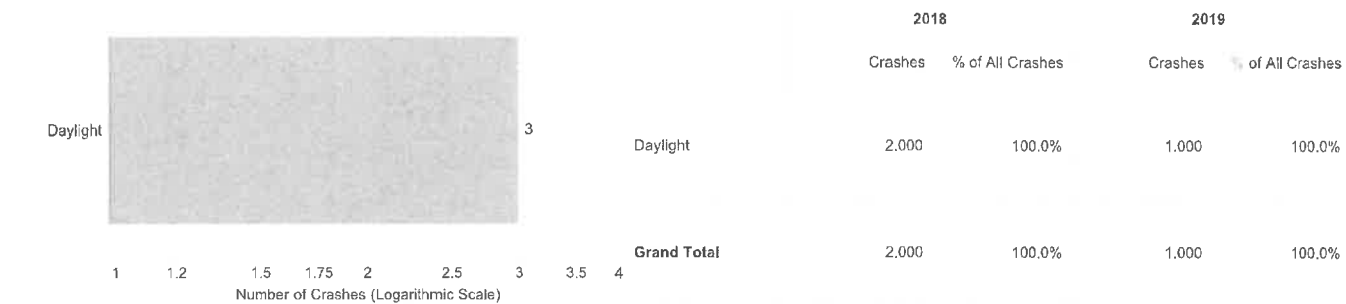 2018 2019
Crashes % of All Crashes Crashes % of All Crashes
Daylight 3
Daylight 2.000 100.0% 1.000 100.0%
Grand Total 2.000 100.0% 1.000 100.0%
1 1.2 1.5 1.75 2 2.5 3 3.5 4
Number of Crashes (Logarithmic Scale)